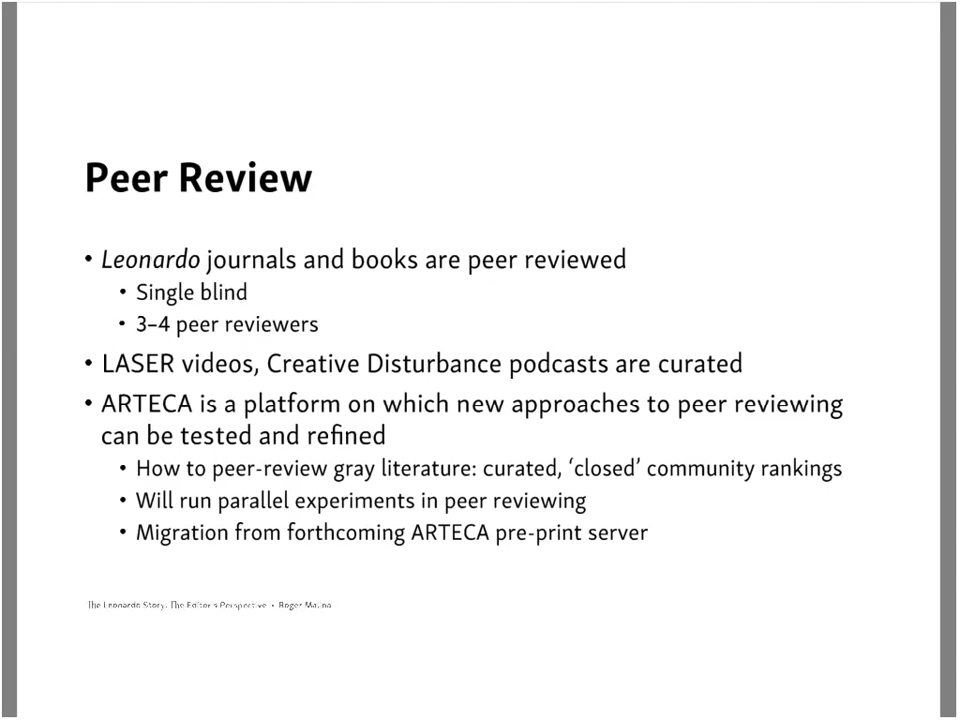 Peer Review
• Leonardo journals and books are peer reviewed
• Single blind
• 3–4 peer reviewers
• LASER videos, Creative Disturbance podcasts are curated
• ARTECA is a platform on which new approaches to peer reviewing
can be tested and refined
• How to peer-review gray literature: curated, ‘closed’ community rankings
• Will run parallel experiments in peer reviewing
• Migration from forthcoming ARTECA pre-print server
The Leonardo Story: The Editor's Perspective • Roger Malina